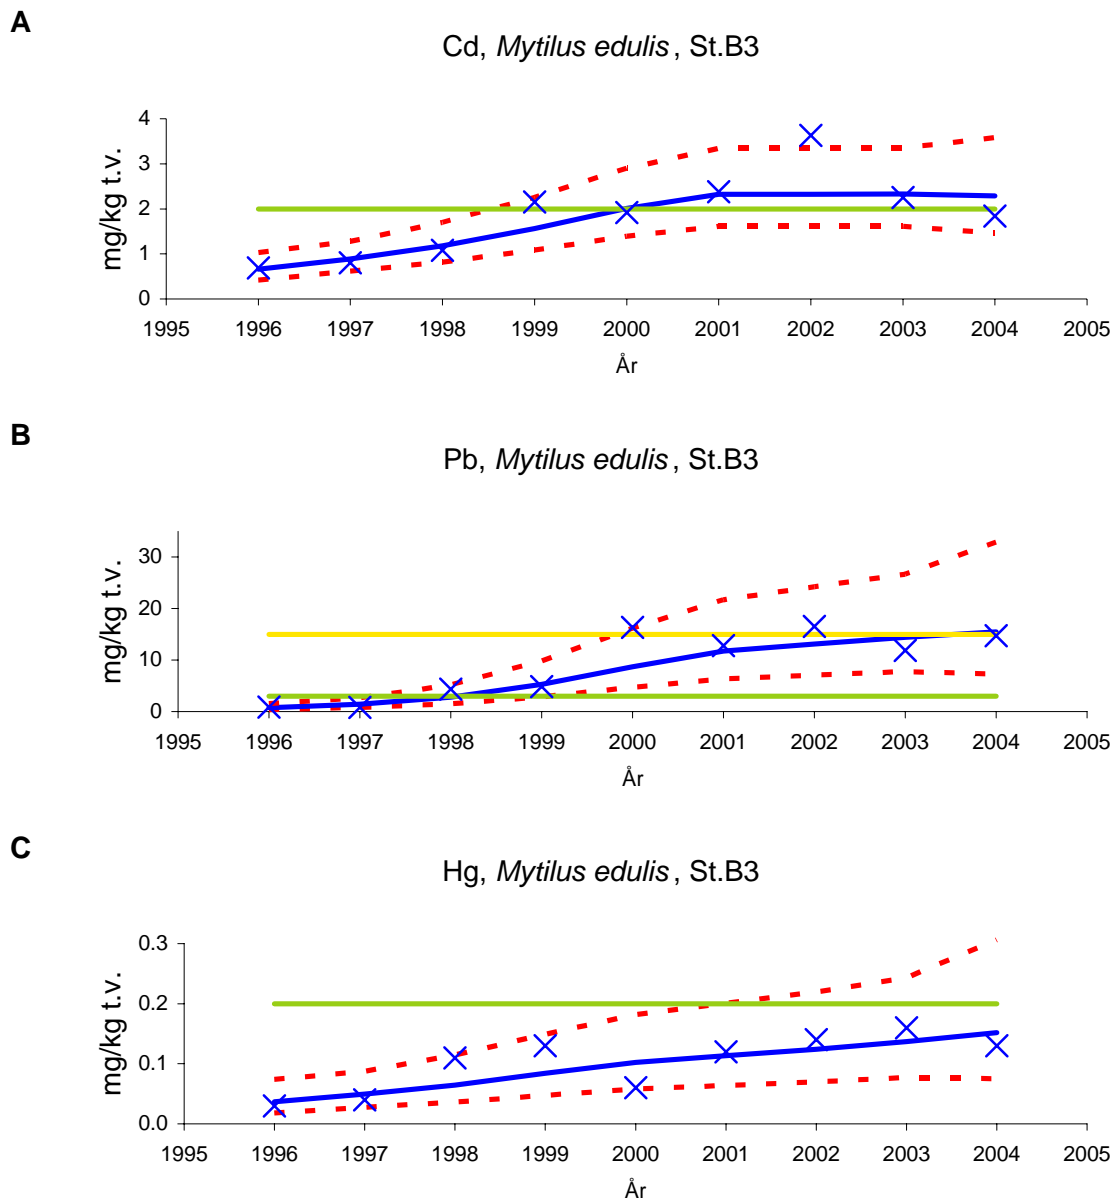 A
Cd, Mytilus edulis, St.B3
mg/kg t.v.
4
3
2
1
0
1995 1996 1997 1998 1999 2000 2001 2002 2003 2004 2005
År
B
Pb, Mytilus edulis, St.B3
mg/kg t.v.
30
20
10
0
1995 1996 1997 1998 1999 2000 2001 2002 2003 2004 2005
År
C
Hg, Mytilus edulis, St.B3
mg/kg t.v.
0.3
0.2
0.1
0.0
1995 1996 1997 1998 1999 2000 2001 2002 2003 2004 2005
År